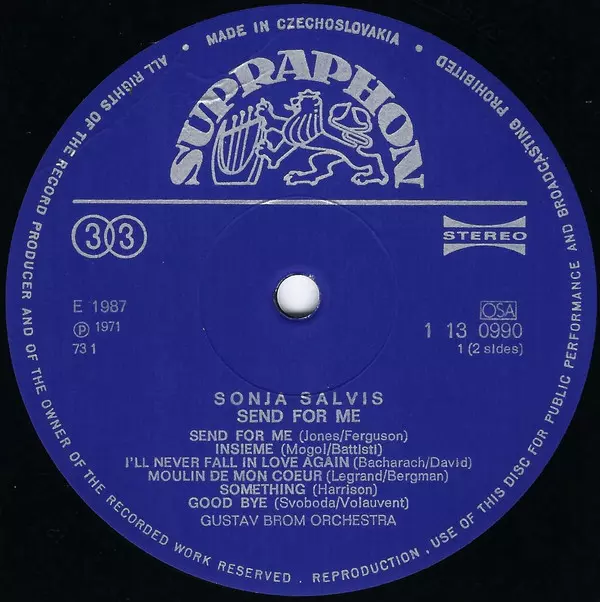 MADE IN CZECHOSLOVAKIA
ALL RIGHTS OF THE RECORD PRODUCER AND OF THE OWNER OF THE RECORDED WORK RESERVED . REPRODUCTION , USE OF THIS DISC FOR PUBLIC PERFORMANCE AND BROADCASTING PROHIBITED
SUPRAPHON
33
STEREO
E 1987
OSA
℗ 1971
1 13 0990
73 1
1 (2 sides)
SONJA SALVIS
SEND FOR ME
SEND FOR ME (Jones/Ferguson)
INSIEME (Mogol/Battisti)
I'LL NEVER FALL IN LOVE AGAIN (Bacharach/David)
MOULIN DE MON COEUR (Legrand/Bergman)
SOMETHING (Harrison)
GOOD BYE (Svoboda/Volauvent)
GUSTAV BROM ORCHESTRA